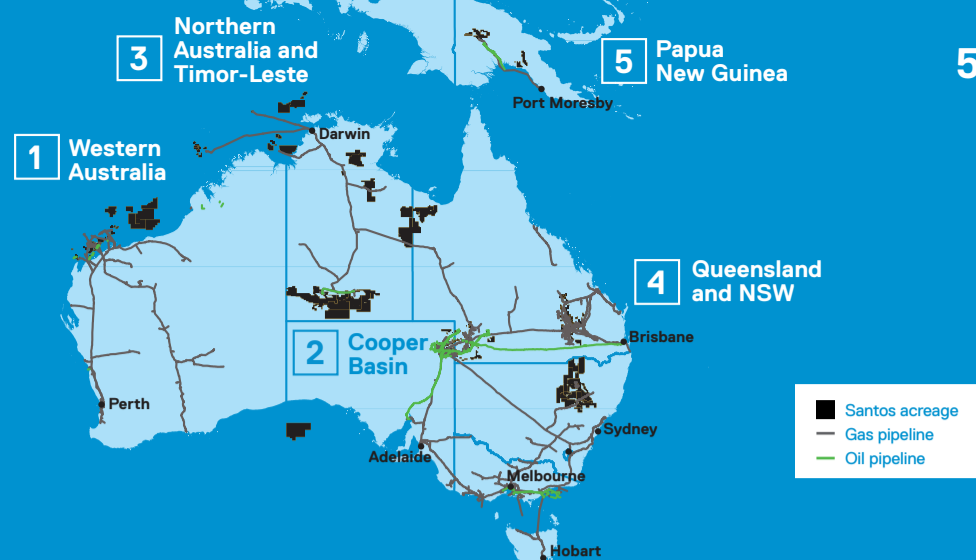 Northern
Australia and
Timor-Leste
3
5
Papua
New Guinea
5
Port Moresby
Darwin
1
Western
Australia
4
Queensland
and NSW
Brisbane
2
Cooper
Basin
Perth
Santos acreage
Gas pipeline
Oil pipeline
Sydney
Adelaide
Melbourne
Hobart